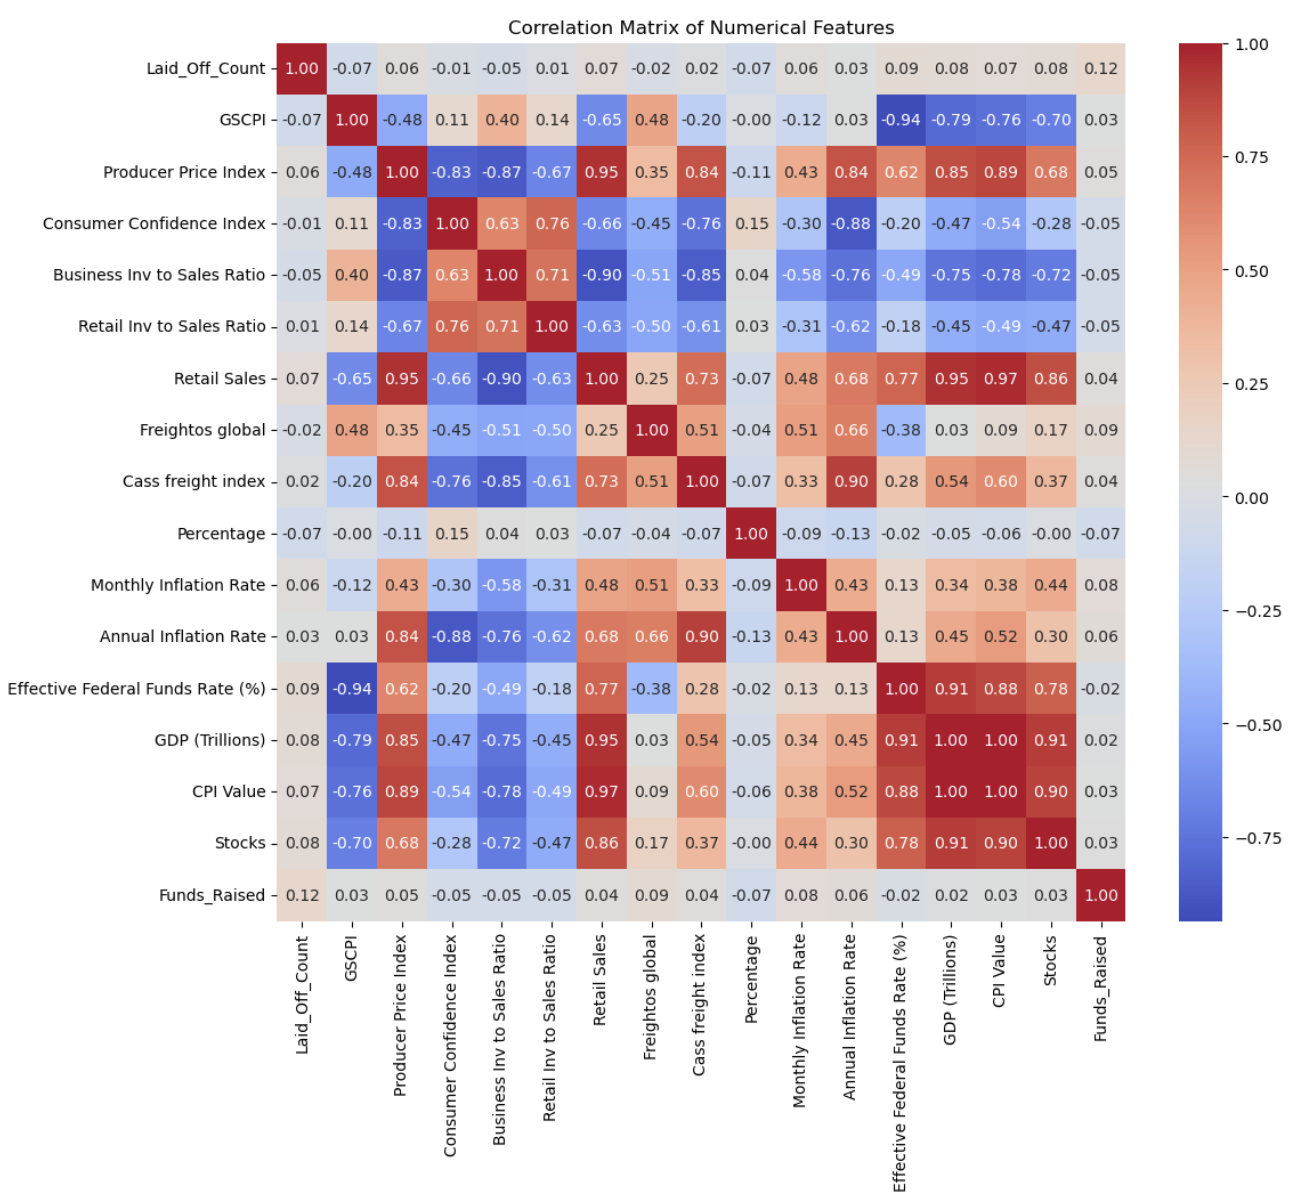 Correlation Matrix of Numerical Features
Laid_Off_Count 1.00 -0.07 0.06 -0.01 -0.05 0.01 0.07 -0.02 0.02 -0.07 0.06 0.03 0.09 0.08 0.07 0.08 0.12
GSCPI -0.07 1.00 -0.48 0.11 0.40 0.14 -0.65 0.48 -0.20 -0.00 -0.12 0.03 -0.94 -0.79 -0.76 -0.70 0.03
Producer Price Index 0.06 -0.48 1.00 -0.83 -0.87 -0.67 0.95 0.35 0.84 -0.11 0.43 0.84 0.62 0.85 0.89 0.68 0.05
Consumer Confidence Index -0.01 0.11 -0.83 1.00 0.63 0.76 -0.66 -0.45 -0.76 0.15 -0.30 -0.88 -0.20 -0.47 -0.54 -0.28 -0.05
Business Inv to Sales Ratio -0.05 0.40 -0.87 0.63 1.00 0.71 -0.90 -0.51 -0.85 0.04 -0.58 -0.76 -0.49 -0.75 -0.78 -0.72 -0.05
Retail Inv to Sales Ratio 0.01 0.14 -0.67 0.76 0.71 1.00 -0.63 -0.50 -0.61 0.03 -0.31 -0.62 -0.18 -0.45 -0.49 -0.47 -0.05
Retail Sales 0.07 -0.65 0.95 -0.66 -0.90 -0.63 1.00 0.25 0.73 -0.07 0.48 0.68 0.77 0.95 0.97 0.86 0.04
Freightos global -0.02 0.48 0.35 -0.45 -0.51 -0.50 0.25 1.00 0.51 -0.04 0.51 0.66 -0.38 0.03 0.09 0.17 0.09
Cass freight index 0.02 -0.20 0.84 -0.76 -0.85 -0.61 0.73 0.51 1.00 -0.07 0.33 0.90 0.28 0.54 0.60 0.37 0.04
Percentage -0.07 -0.00 -0.11 0.15 0.04 0.03 -0.07 -0.04 -0.07 1.00 -0.09 -0.13 -0.02 -0.05 -0.06 -0.00 -0.07
Monthly Inflation Rate 0.06 -0.12 0.43 -0.30 -0.58 -0.31 0.48 0.51 0.33 -0.09 1.00 0.43 0.13 0.34 0.38 0.44 0.08
Annual Inflation Rate 0.03 0.03 0.84 -0.88 -0.76 -0.62 0.68 0.66 0.90 -0.13 0.43 1.00 0.13 0.45 0.52 0.30 0.06
Effective Federal Funds Rate (%) 0.09 -0.94 0.62 -0.20 -0.49 -0.18 0.77 -0.38 0.28 -0.02 0.13 0.13 1.00 0.91 0.88 0.78 -0.02
GDP (Trillions) 0.08 -0.79 0.85 -0.47 -0.75 -0.45 0.95 0.03 0.54 -0.05 0.34 0.45 0.91 1.00 1.00 0.91 0.02
CPI Value 0.07 -0.76 0.89 -0.54 -0.78 -0.49 0.97 0.09 0.60 -0.06 0.38 0.52 0.88 1.00 1.00 0.90 0.03
Stocks 0.08 -0.70 0.68 -0.28 -0.72 -0.47 0.86 0.17 0.37 -0.00 0.44 0.30 0.78 0.91 0.90 1.00 0.03
Funds_Raised 0.12 0.03 0.05 -0.05 -0.05 -0.05 0.04 0.09 0.04 -0.07 0.08 0.06 -0.02 0.02 0.03 0.03 1.00
Laid_Off_Count
GSCPI
Producer Price Index
Consumer Confidence Index
Business Inv to Sales Ratio
Retail Inv to Sales Ratio
Retail Sales
Freightos global
Cass freight index
Percentage
Monthly Inflation Rate
Annual Inflation Rate
Effective Federal Funds Rate (%)
GDP (Trillions)
CPI Value
Stocks
Funds_Raised
1.00
0.75
0.50
0.25
0.00
−0.25
−0.50
−0.75